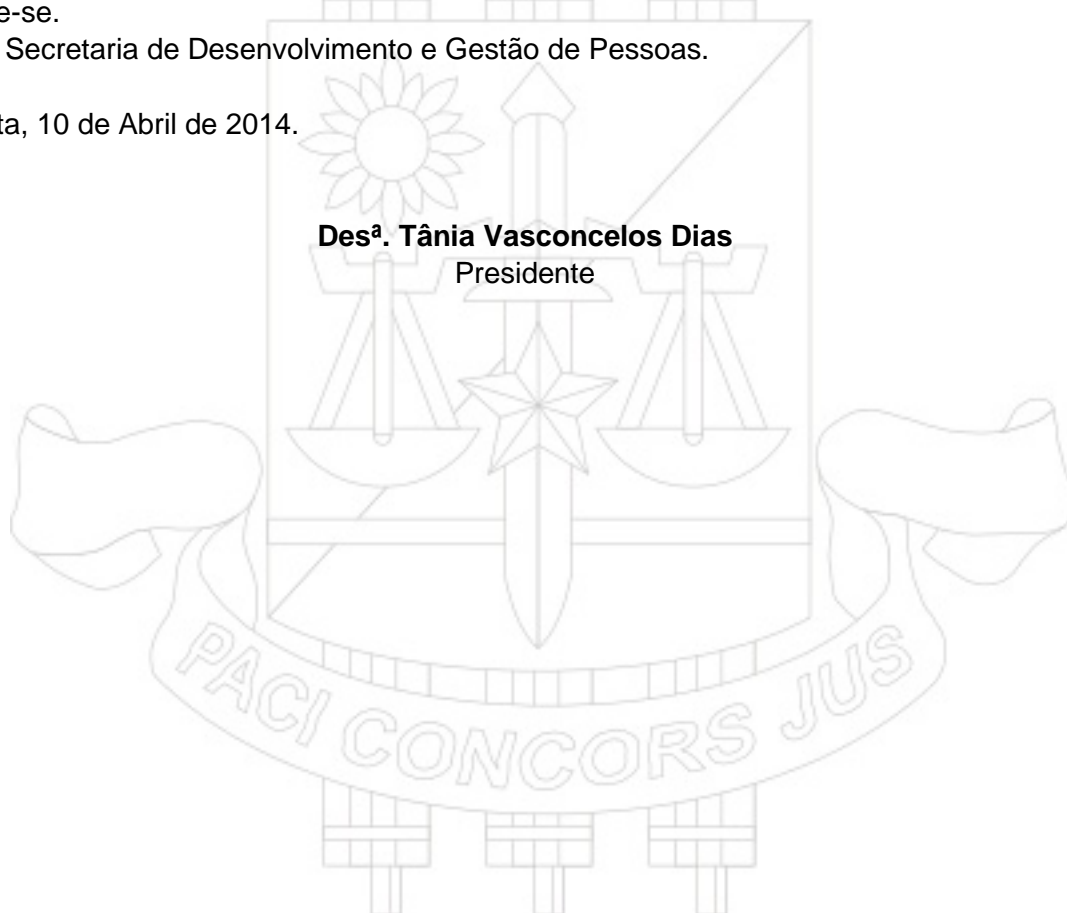 e-se.
Secretaria de Desenvolvimento e Gestão de Pessoas.
ta, 10 de Abril de 2014.
Desª. Tânia Vasconcelos Dias
Presidente
PACI CONCORS JUS